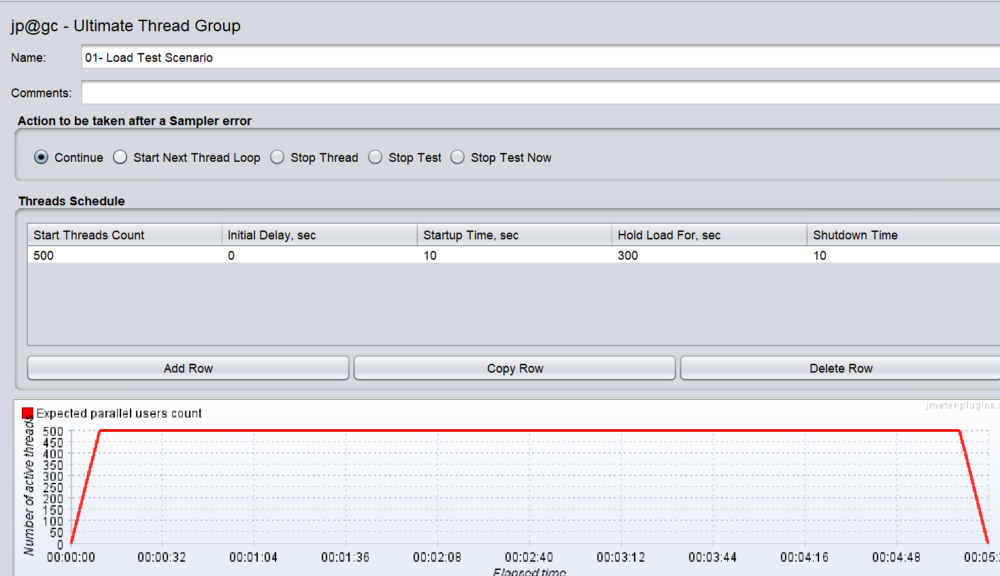 jp@gc - Ultimate Thread Group
Name: 01- Load Test Scenario
Comments:
Action to be taken after a Sampler error
Continue Start Next Thread Loop Stop Thread Stop Test Stop Test Now
Threads Schedule
Start Threads Count Initial Delay, sec Startup Time, sec Hold Load For, sec Shutdown Time
500 0 10 300 10
Add Row Copy Row Delete Row
Expected parallel users count
jmeter-plugins.
Number of active threads
500
450
400
350
300
250
200
150
100
50
0
00:00:00 00:00:32 00:01:04 00:01:36 00:02:08 00:02:40 00:03:12 00:03:44 00:04:16 00:04:48 00:05:
Elapsed time